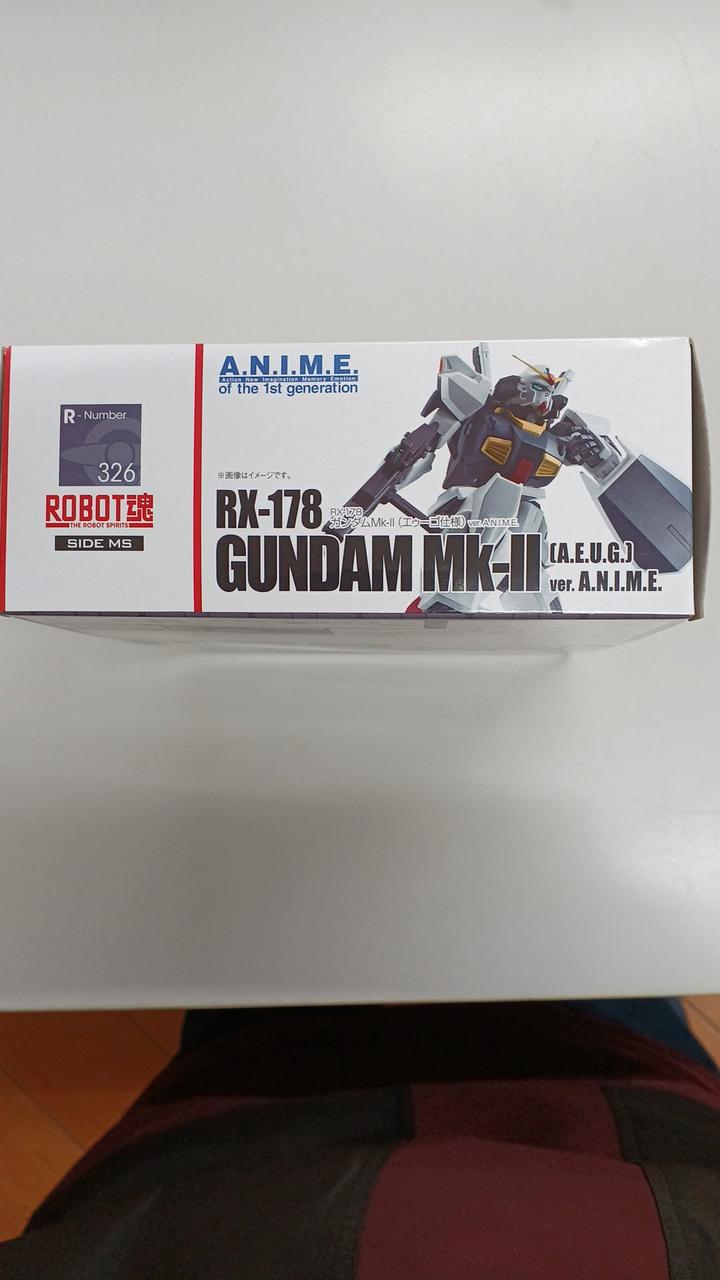 R - Number
326
ROBOT魂
THE ROBOT SPIRITS
SIDE MS
A.N.I.M.E.
Action New Imagination Memory Emotion
of the 1st generation
※画像はイメージです。
RX-178
RX-178
ガンダムMk-II（エゥーゴ仕様）ver. A.N.I.M.E.
GUNDAM Mk-II
(A.E.U.G.)
ver. A.N.I.M.E.